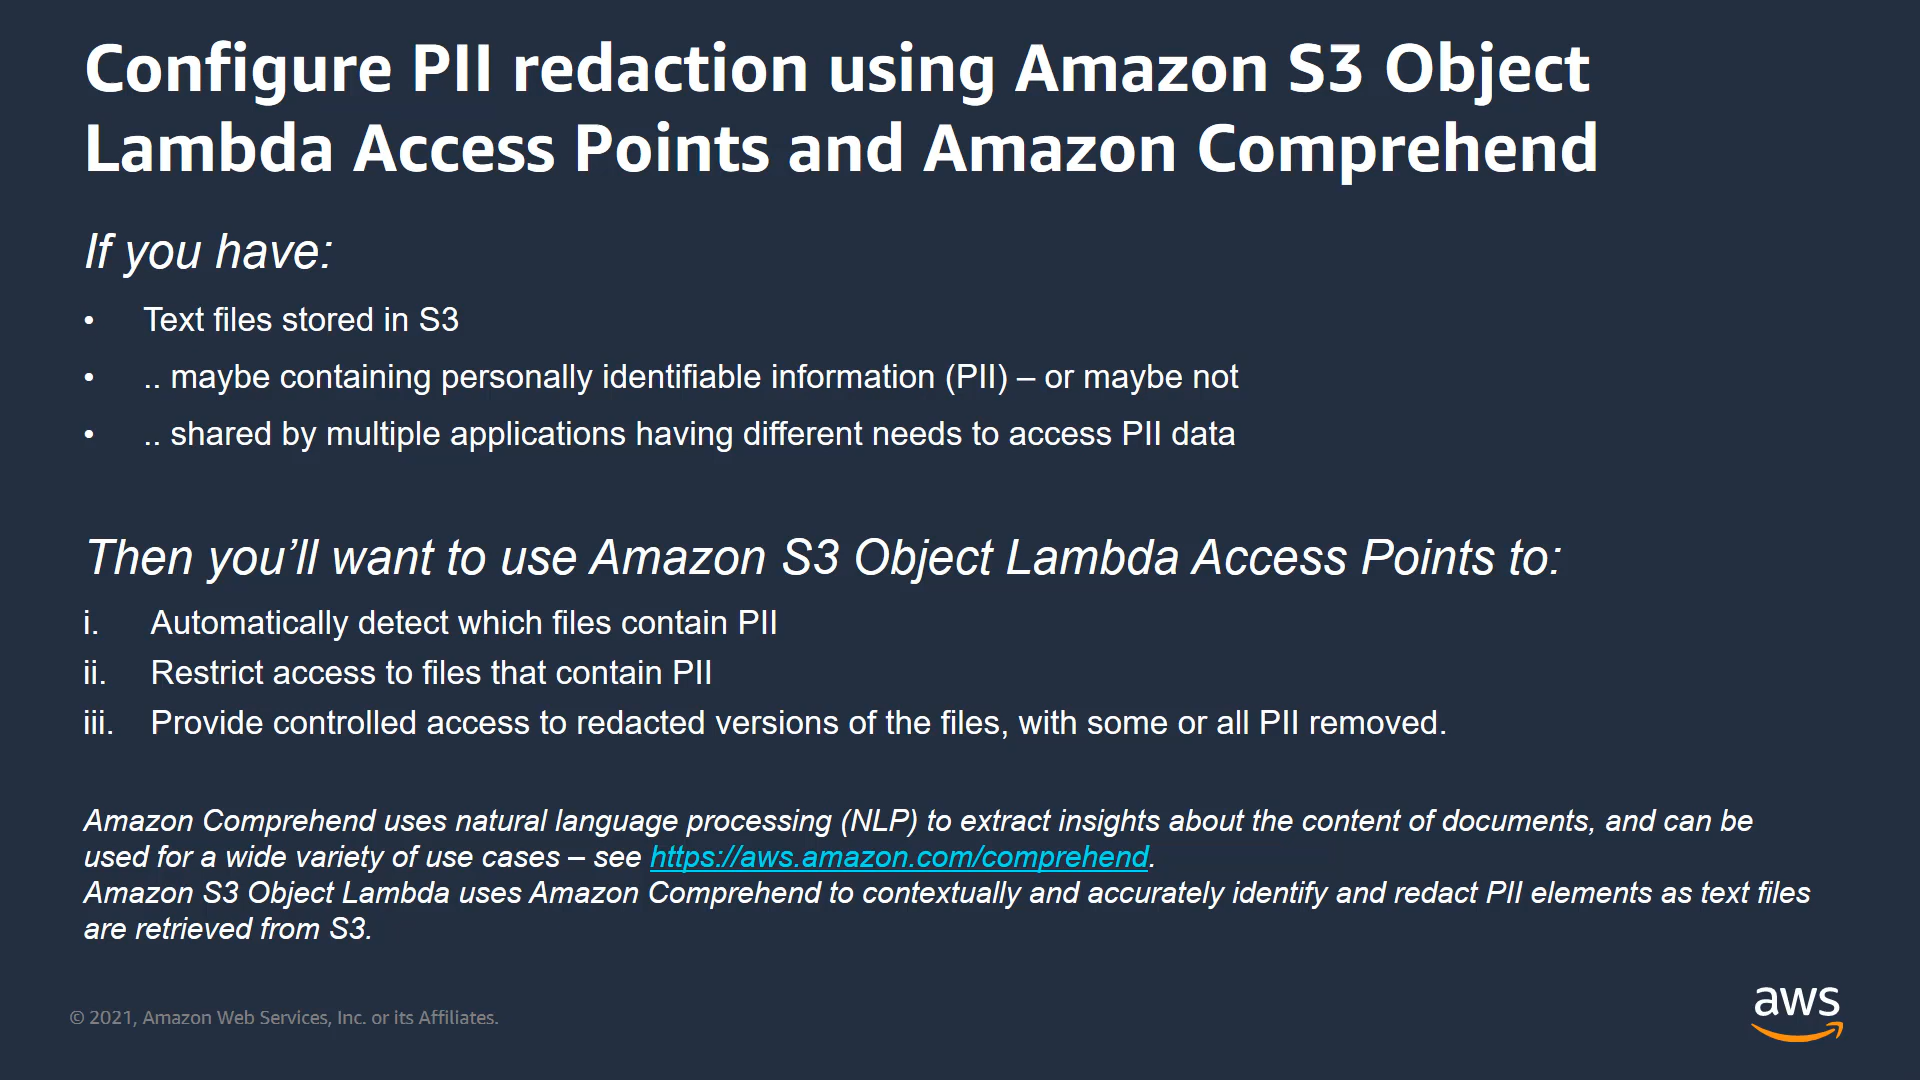 Configure PII redaction using Amazon S3 Object
Lambda Access Points and Amazon Comprehend
If you have:
• Text files stored in S3
• .. maybe containing personally identifiable information (PII) – or maybe not
• .. shared by multiple applications having different needs to access PII data
Then you’ll want to use Amazon S3 Object Lambda Access Points to:
i. Automatically detect which files contain PII
ii. Restrict access to files that contain PII
iii. Provide controlled access to redacted versions of the files, with some or all PII removed.
Amazon Comprehend uses natural language processing (NLP) to extract insights about the content of documents, and can be
used for a wide variety of use cases – see https://aws.amazon.com/comprehend.
Amazon S3 Object Lambda uses Amazon Comprehend to contextually and accurately identify and redact PII elements as text files
are retrieved from S3.
© 2021, Amazon Web Services, Inc. or its Affiliates.
aws